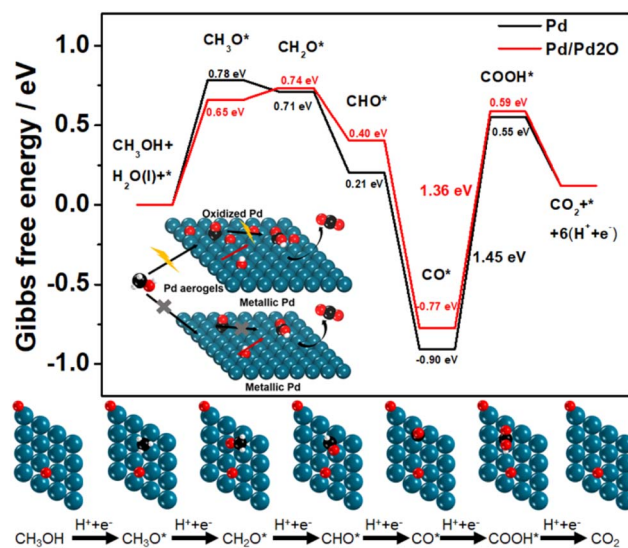 Gibbs free energy / eV
1.0
0.5
0.0
-0.5
-1.0
Pd
Pd/Pd2O
CH₃O*
0.78 eV
0.65 eV
CH₂O*
0.74 eV
0.71 eV
CHO*
0.40 eV
0.21 eV
CH₃OH+
H₂O(l)+*
COOH*
0.59 eV
0.55 eV
1.36 eV
1.45 eV
CO*
-0.77 eV
-0.90 eV
CO₂+*
+6(H⁺+e⁻)
Oxidized Pd
Pd aerogels
Metallic Pd
Metallic Pd
H⁺+e⁻ H⁺+e⁻ H⁺+e⁻ H⁺+e⁻ H⁺+e⁻ H⁺+e⁻
CH₃OH CH₃O* CH₂O* CHO* CO* COOH* CO₂